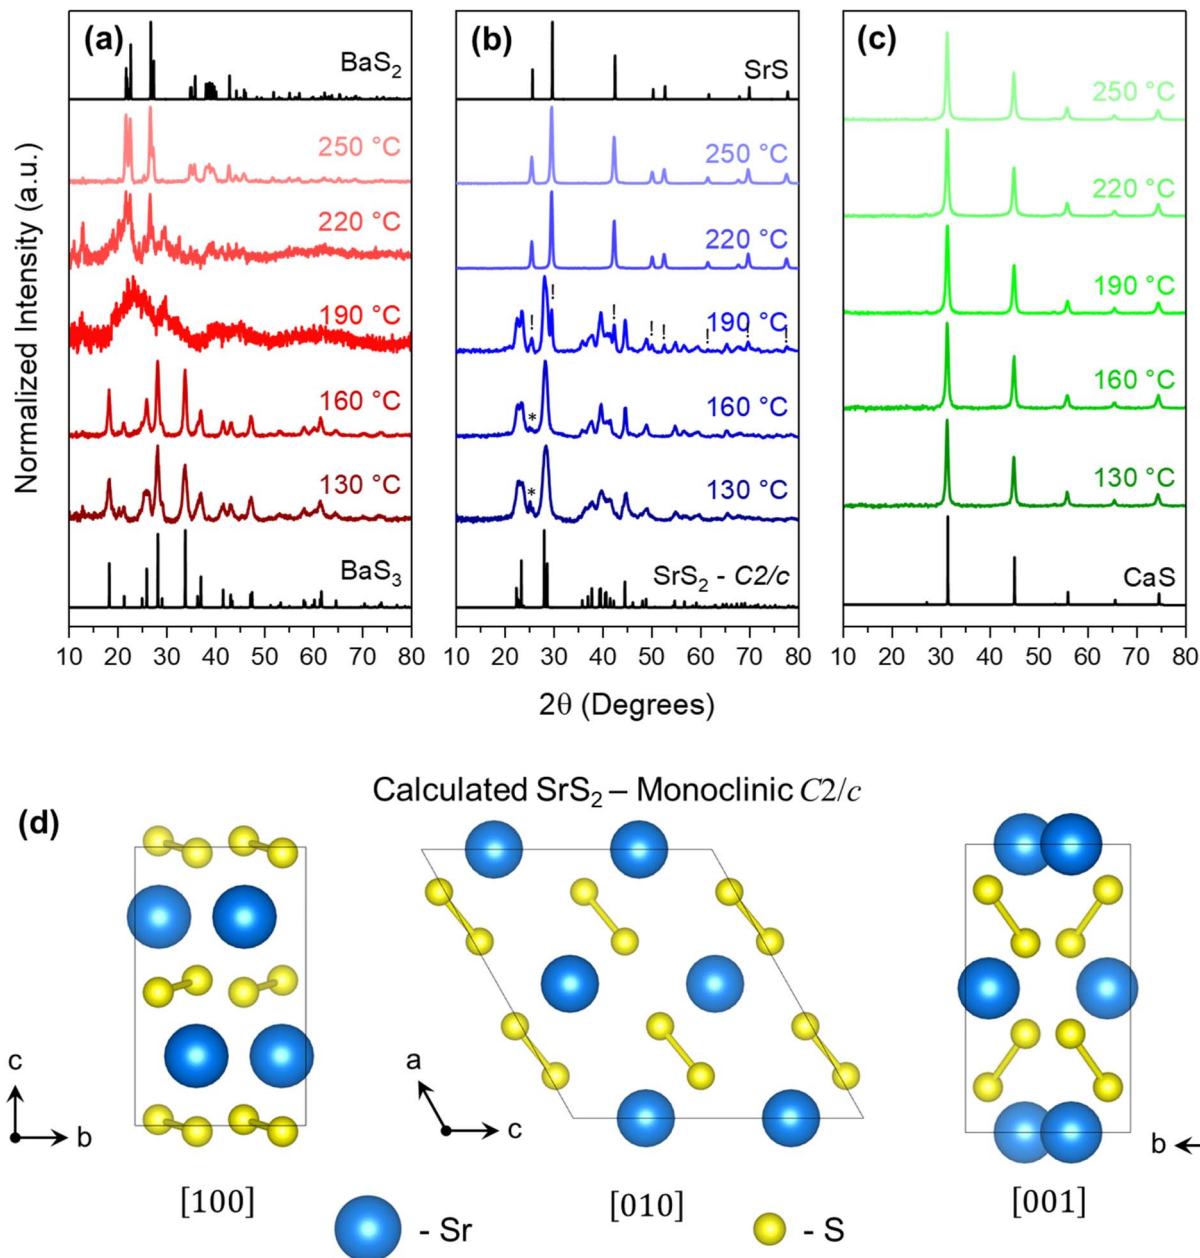 Normalized Intensity (a.u.)
(a)
BaS₂
250 °C
220 °C
190 °C
160 °C
130 °C
BaS₃
10 20 30 40 50 60 70 80
(b)
SrS
250 °C
220 °C
! ! ! ! ! ! ! !
190 °C
*
160 °C
*
130 °C
SrS₂ - C2/c
10 20 30 40 50 60 70 80
(c)
250 °C
220 °C
190 °C
160 °C
130 °C
CaS
10 20 30 40 50 60 70 80
2θ (Degrees)
Calculated SrS₂ – Monoclinic C2/c
(d)
c
b
[100]
a
c
[010]
b
[001]
- Sr
- S